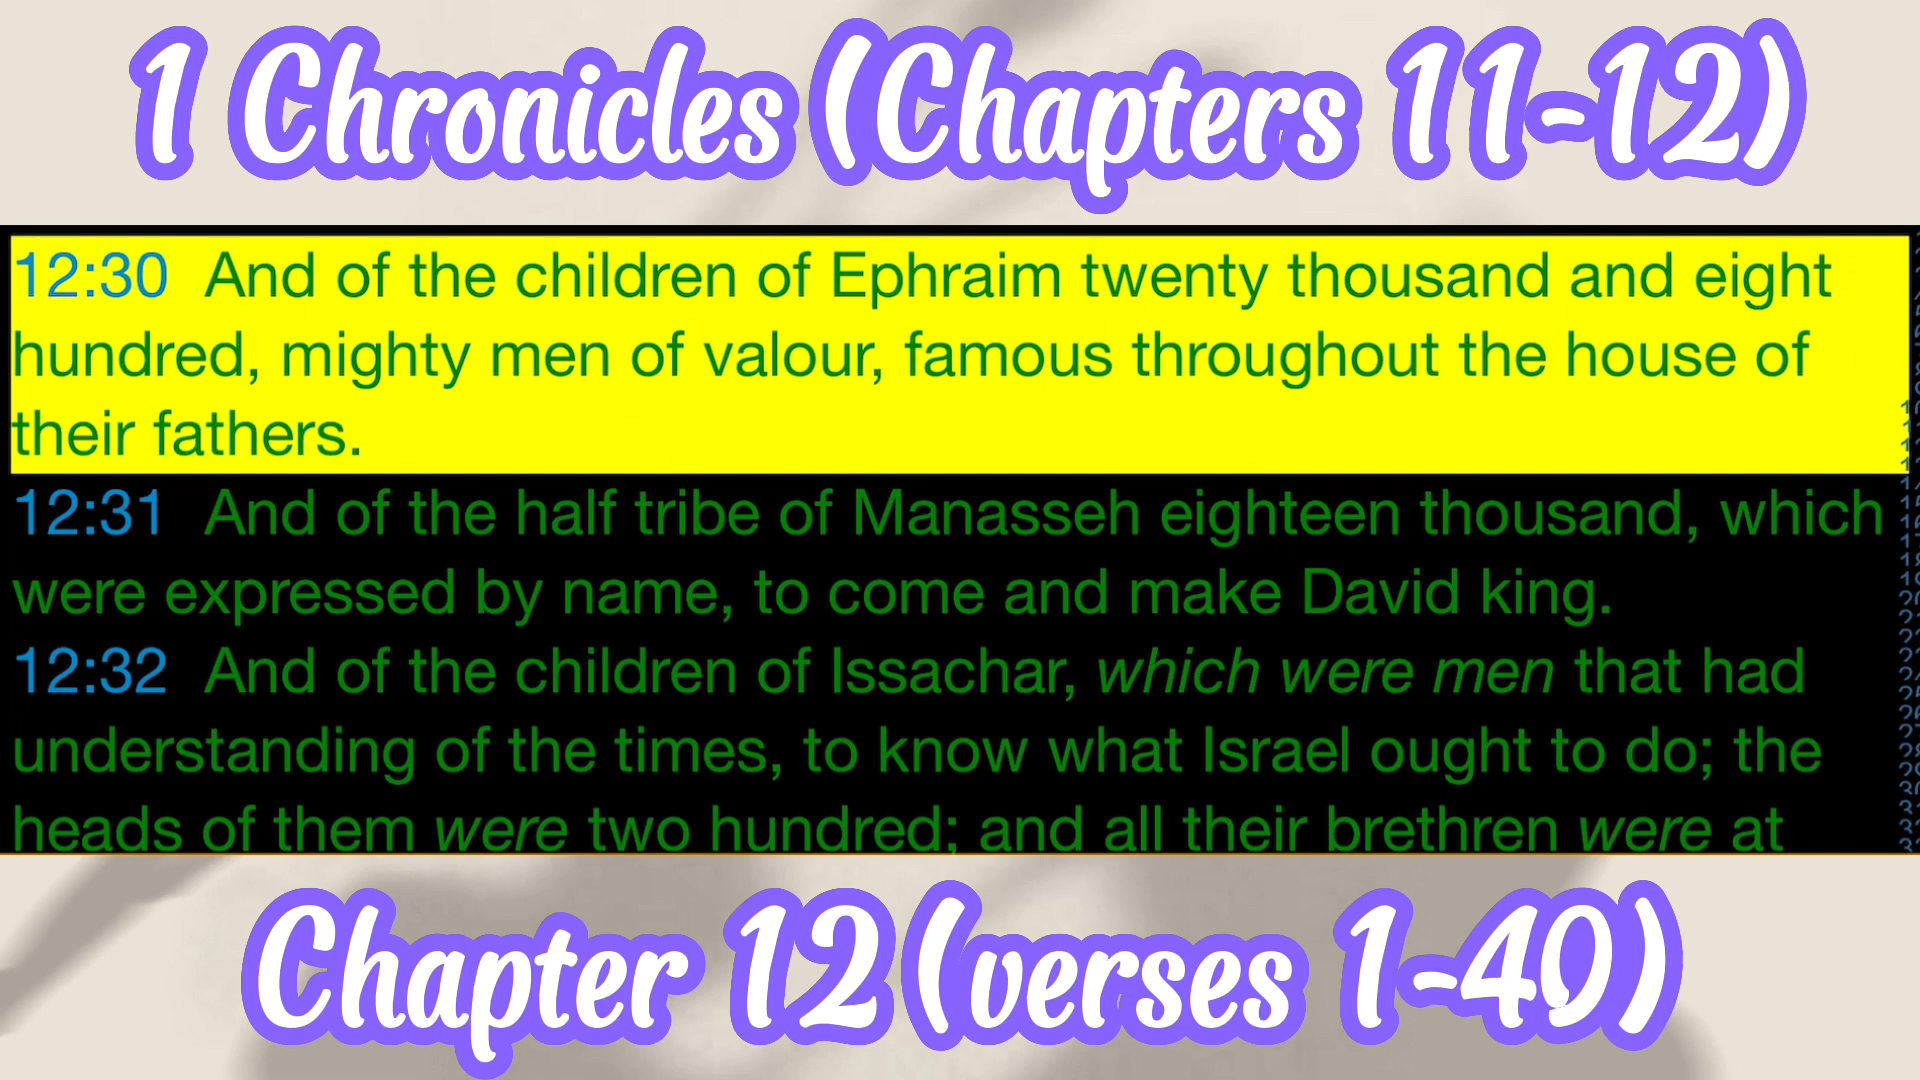 1 Chronicles (Chapters 11-12)
12:30 And of the children of Ephraim twenty thousand and eight
hundred, mighty men of valour, famous throughout the house of
their fathers.
12:31 And of the half tribe of Manasseh eighteen thousand, which
were expressed by name, to come and make David king.
12:32 And of the children of Issachar, which were men that had
understanding of the times, to know what Israel ought to do; the
heads of them were two hundred; and all their brethren were at
Chapter 12 (verses 1-40)